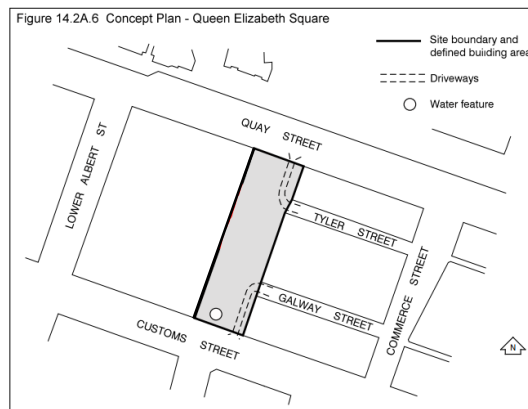 Figure 14.2A.6 Concept Plan - Queen Elizabeth Square
Site boundary and
defined building area
Driveways
Water feature
QUAY STREET
LOWER ALBERT ST
TYLER STREET
GALWAY STREET
COMMERCE STREET
CUSTOMS STREET
N